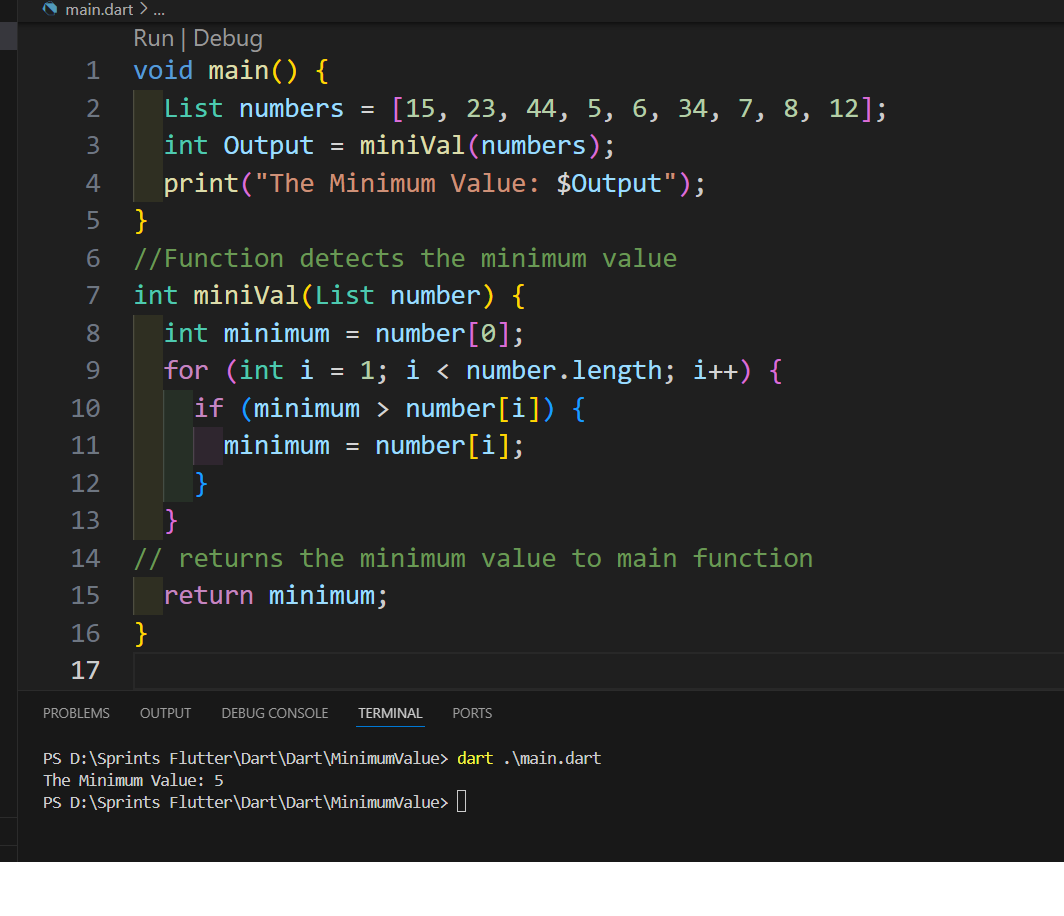 main.dart > ...
Run | Debug
1 void main() {
2   List numbers = [15, 23, 44, 5, 6, 34, 7, 8, 12];
3   int Output = miniVal(numbers);
4   print("The Minimum Value: $Output");
5 }
6 //Function detects the minimum value
7 int miniVal(List number) {
8   int minimum = number[0];
9   for (int i = 1; i < number.length; i++) {
10     if (minimum > number[i]) {
11       minimum = number[i];
12     }
13   }
14 // returns the minimum value to main function
15   return minimum;
16 }
17
PROBLEMS OUTPUT DEBUG CONSOLE TERMINAL PORTS
PS D:\Sprints Flutter\Dart\Dart\MinimumValue> dart .\main.dart
The Minimum Value: 5
PS D:\Sprints Flutter\Dart\Dart\MinimumValue>